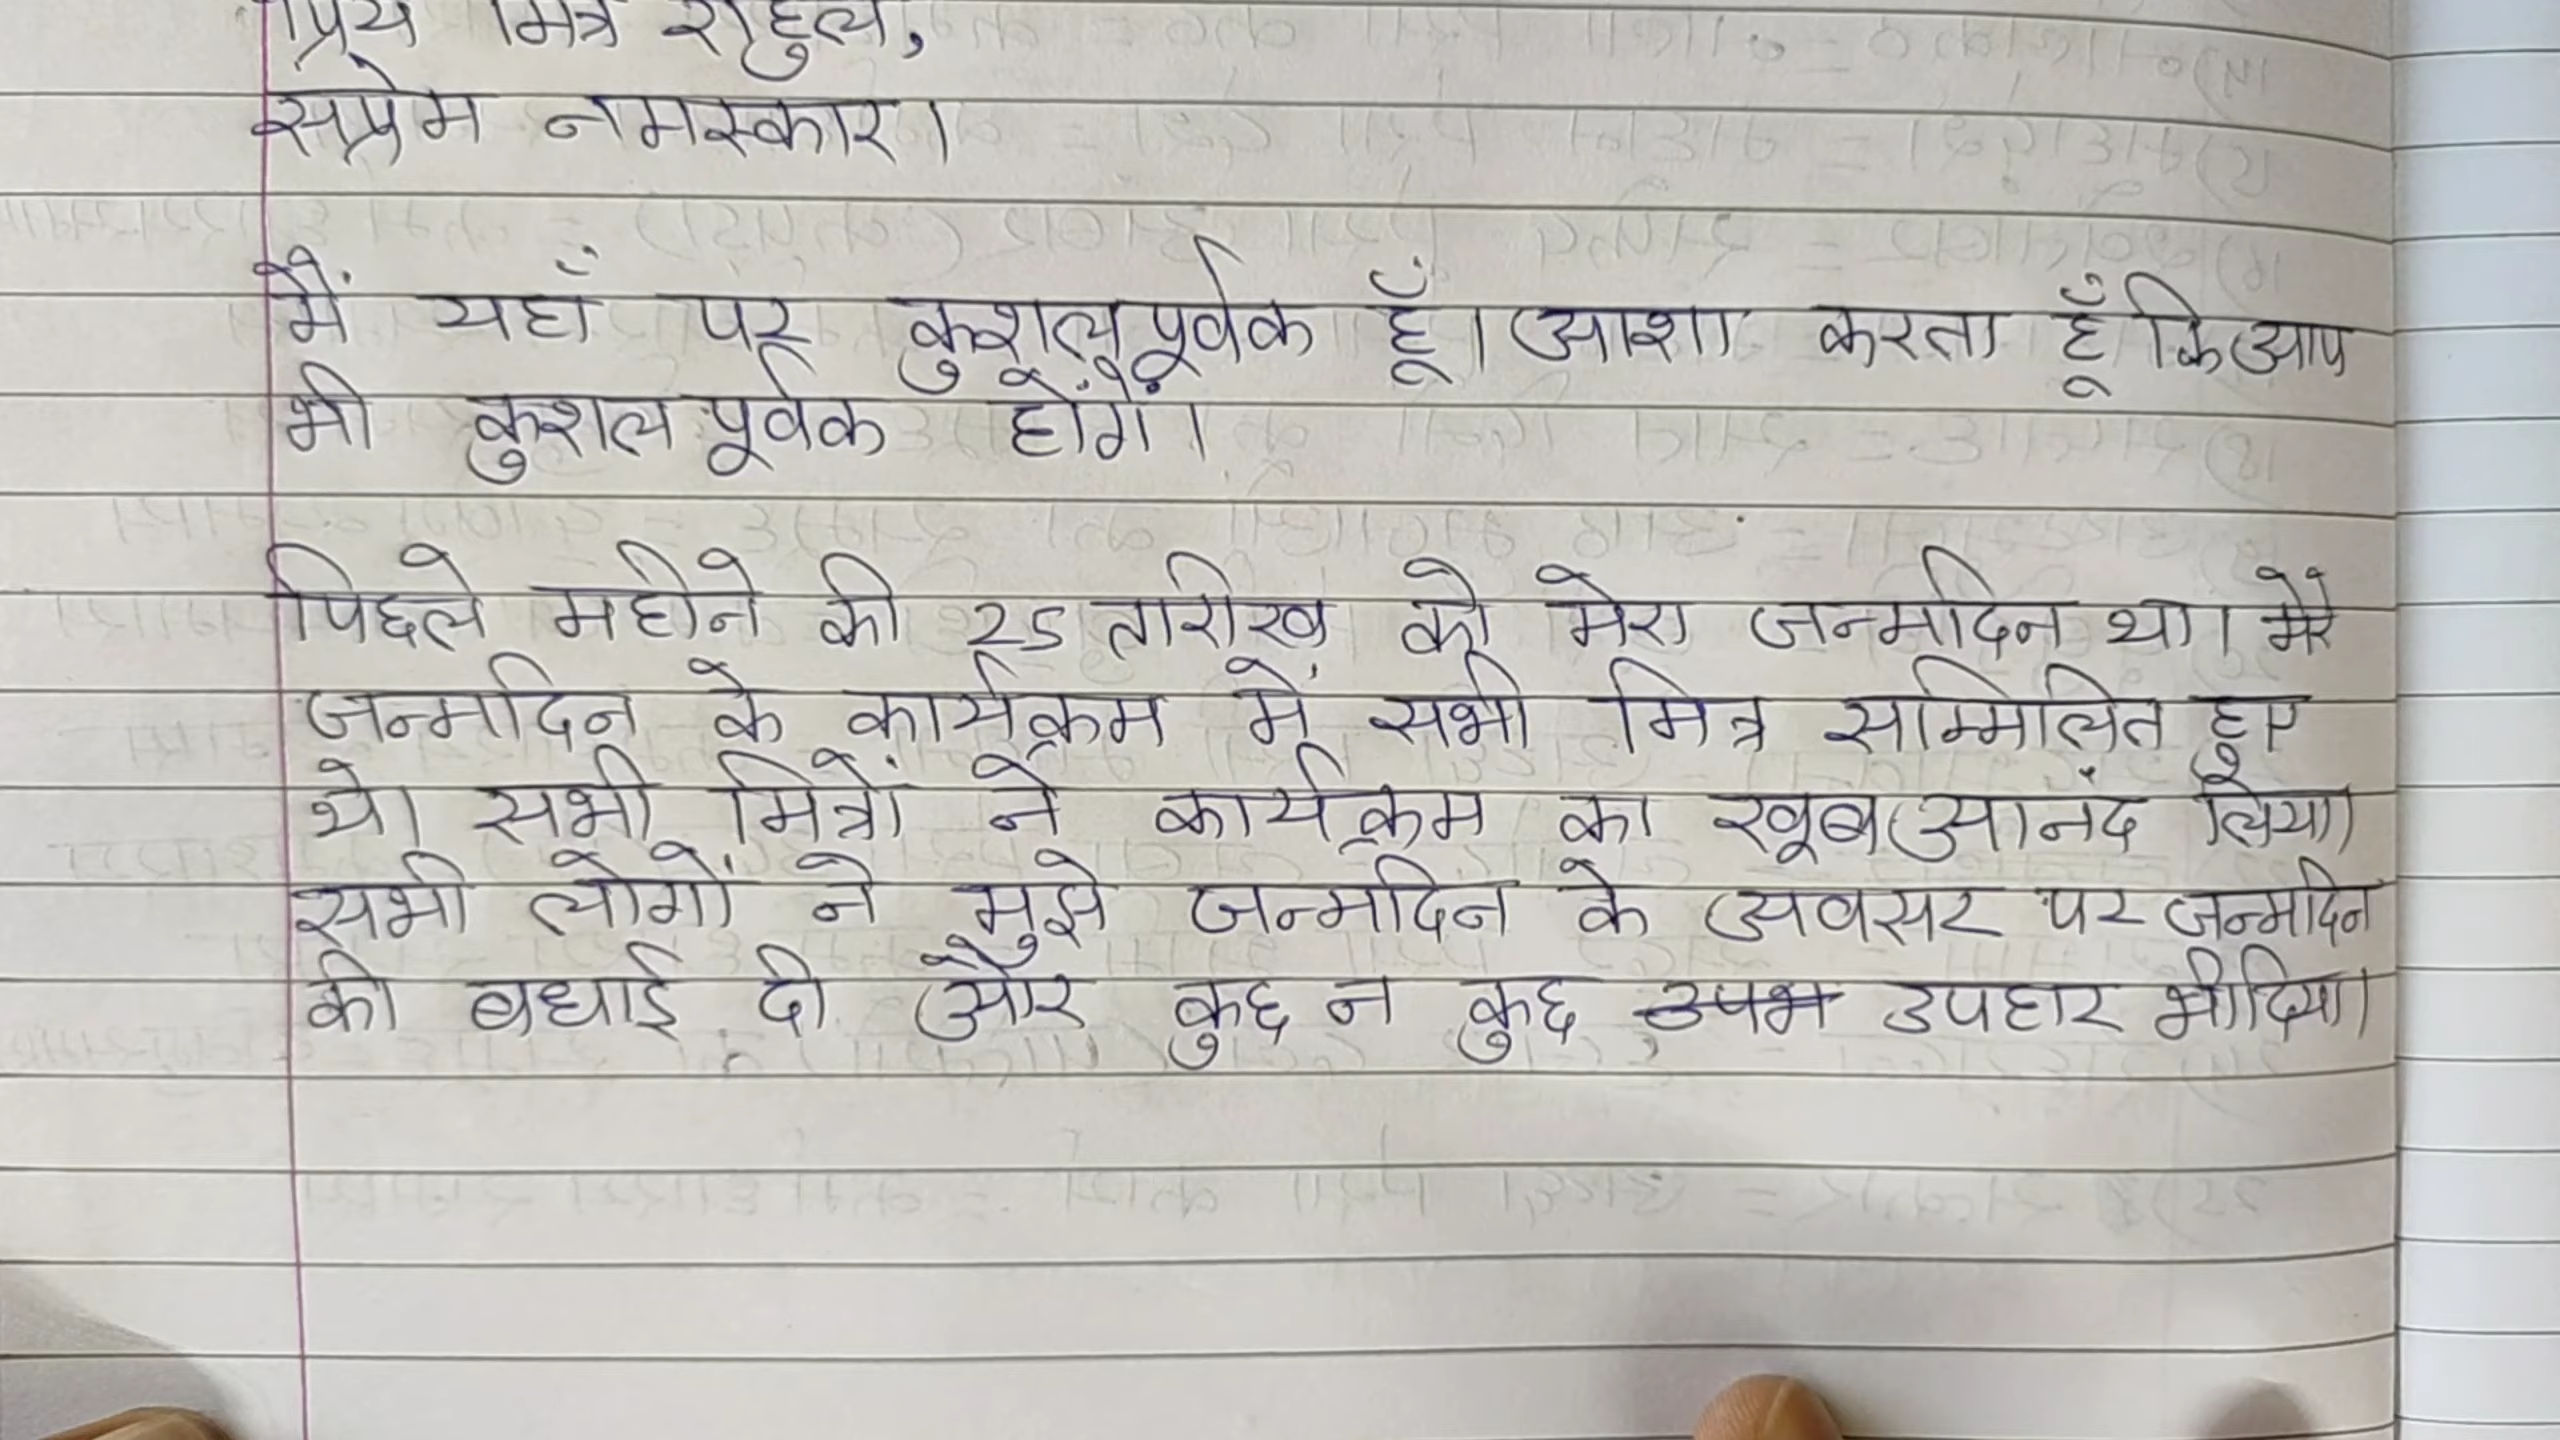 प्रिय मित्र राहुल,
सप्रेम नमस्कार।
मैं यहाँ पर कुशलपूर्वक हूँ। आशा करता हूँ कि आप
भी कुशलपूर्वक होंगें।
पिछले महीने की 25 तारीख को मेरा जन्मदिन था। मेरे
जन्मदिन के कार्यक्रम में सभी मित्र सम्मिलित हुए
थे। सभी मित्रों ने कार्यक्रम का खूब आनंद लिया।
सभी लोगों ने मुझे जन्मदिन के अवसर पर जन्मदिन
की बधाई दी और कुछ न कुछ उपहार भी दिया।